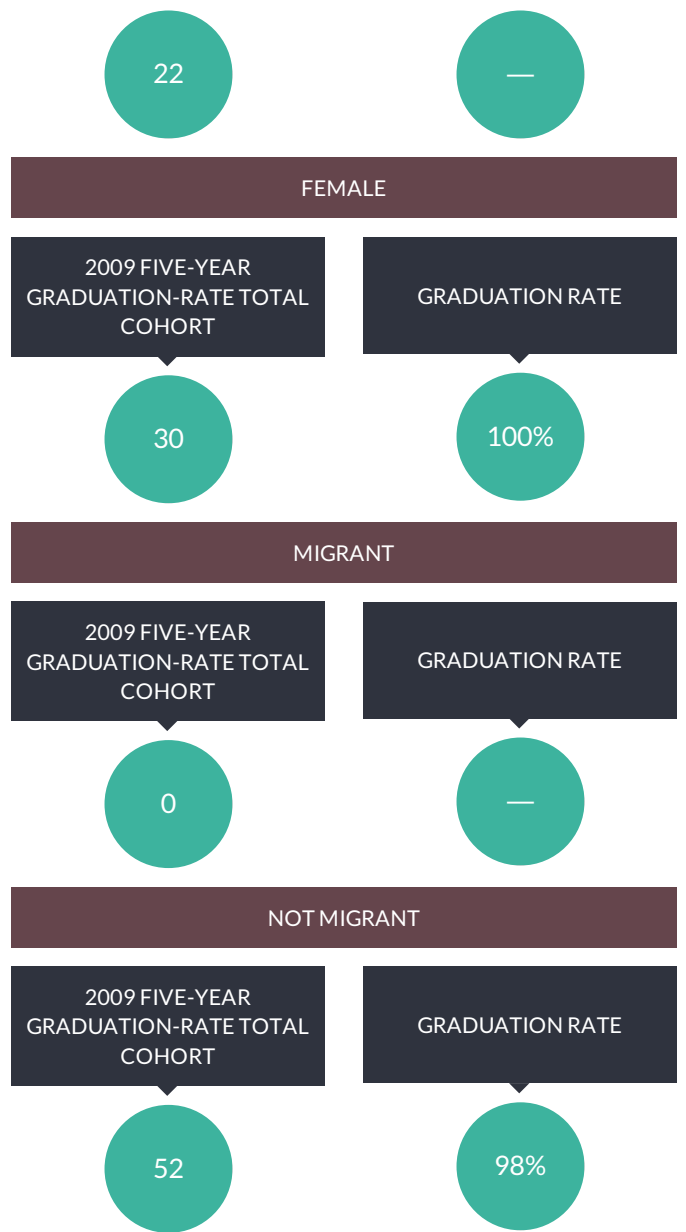 22
—
FEMALE
2009 FIVE-YEAR
GRADUATION-RATE TOTAL
COHORT
GRADUATION RATE
30
100%
MIGRANT
2009 FIVE-YEAR
GRADUATION-RATE TOTAL
COHORT
GRADUATION RATE
0
—
NOT MIGRANT
2009 FIVE-YEAR
GRADUATION-RATE TOTAL
COHORT
GRADUATION RATE
52
98%